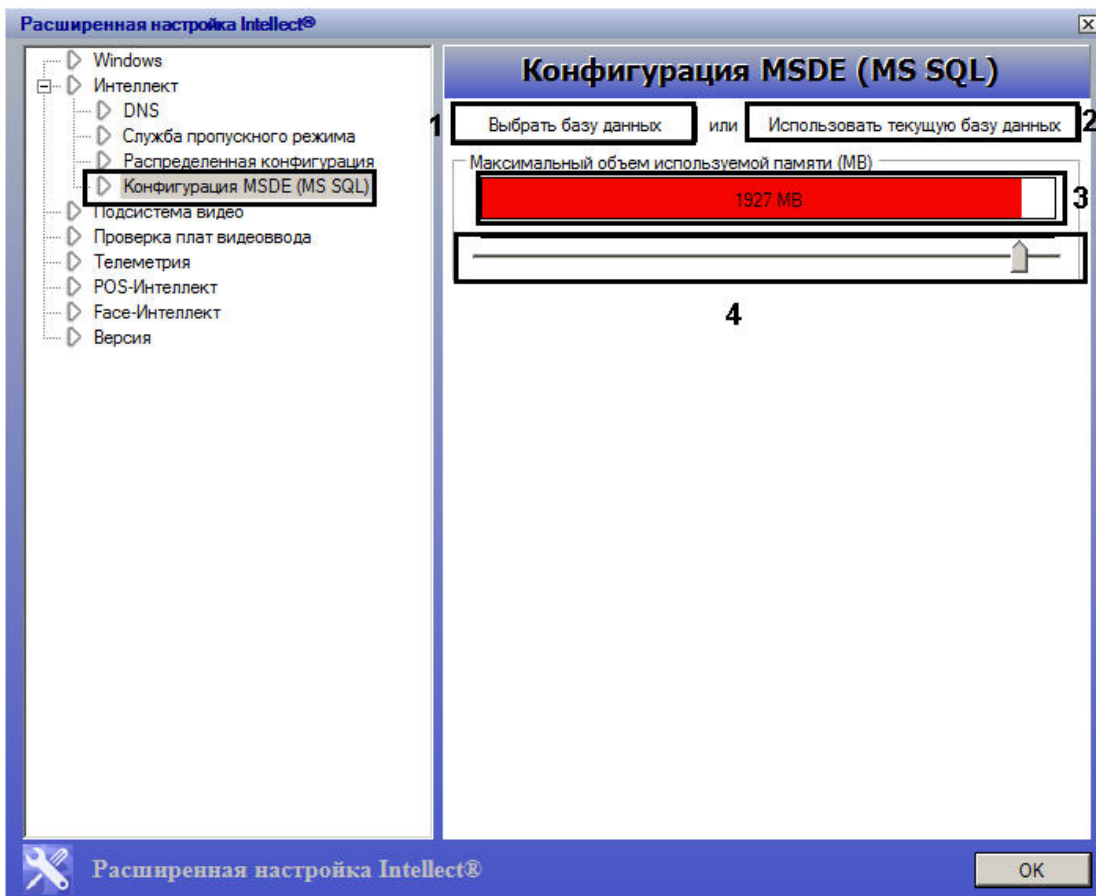 Расширенная настройка Intellect®
Windows
Интеллект
DNS
Служба пропускного режима
Распределенная конфигурация
Конфигурация MSDE (MS SQL)
Подсистема видео
Проверка плат видеоввода
Телеметрия
POS-Интеллект
Face-Интеллект
Версия
Конфигурация MSDE (MS SQL)
1 Выбрать базу данных или Использовать текущую базу данных 2
Максимальный объем используемой памяти (MB)
1927 MB 3
4
Расширенная настройка Intellect®
OK